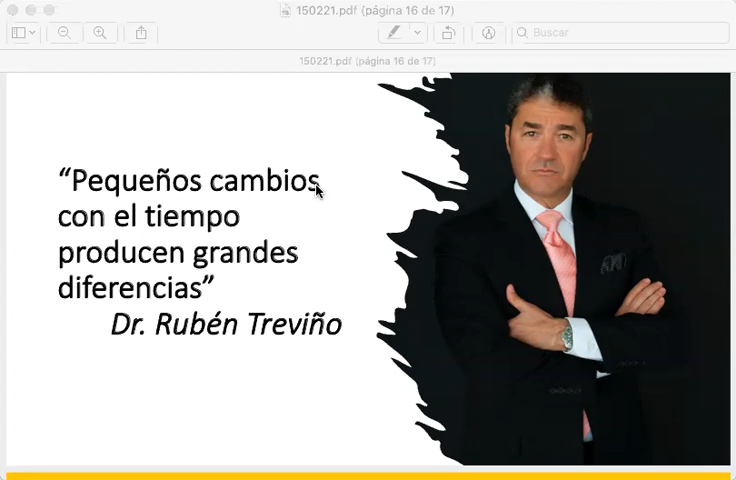 150221.pdf (página 16 de 17)
Buscar
150221.pdf (página 16 de 17)
“Pequeños cambios
con el tiempo
producen grandes
diferencias”
Dr. Rubén Treviño